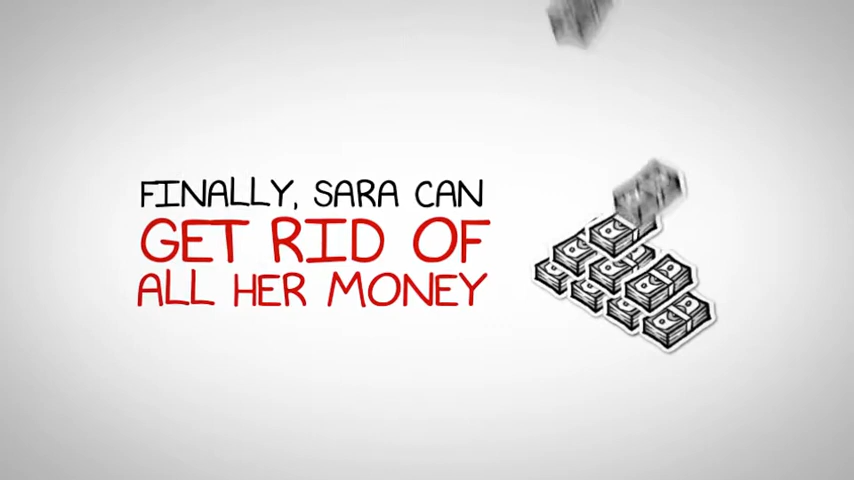 FINALLY, SARA CAN
GET RID OF
ALL HER MONEY